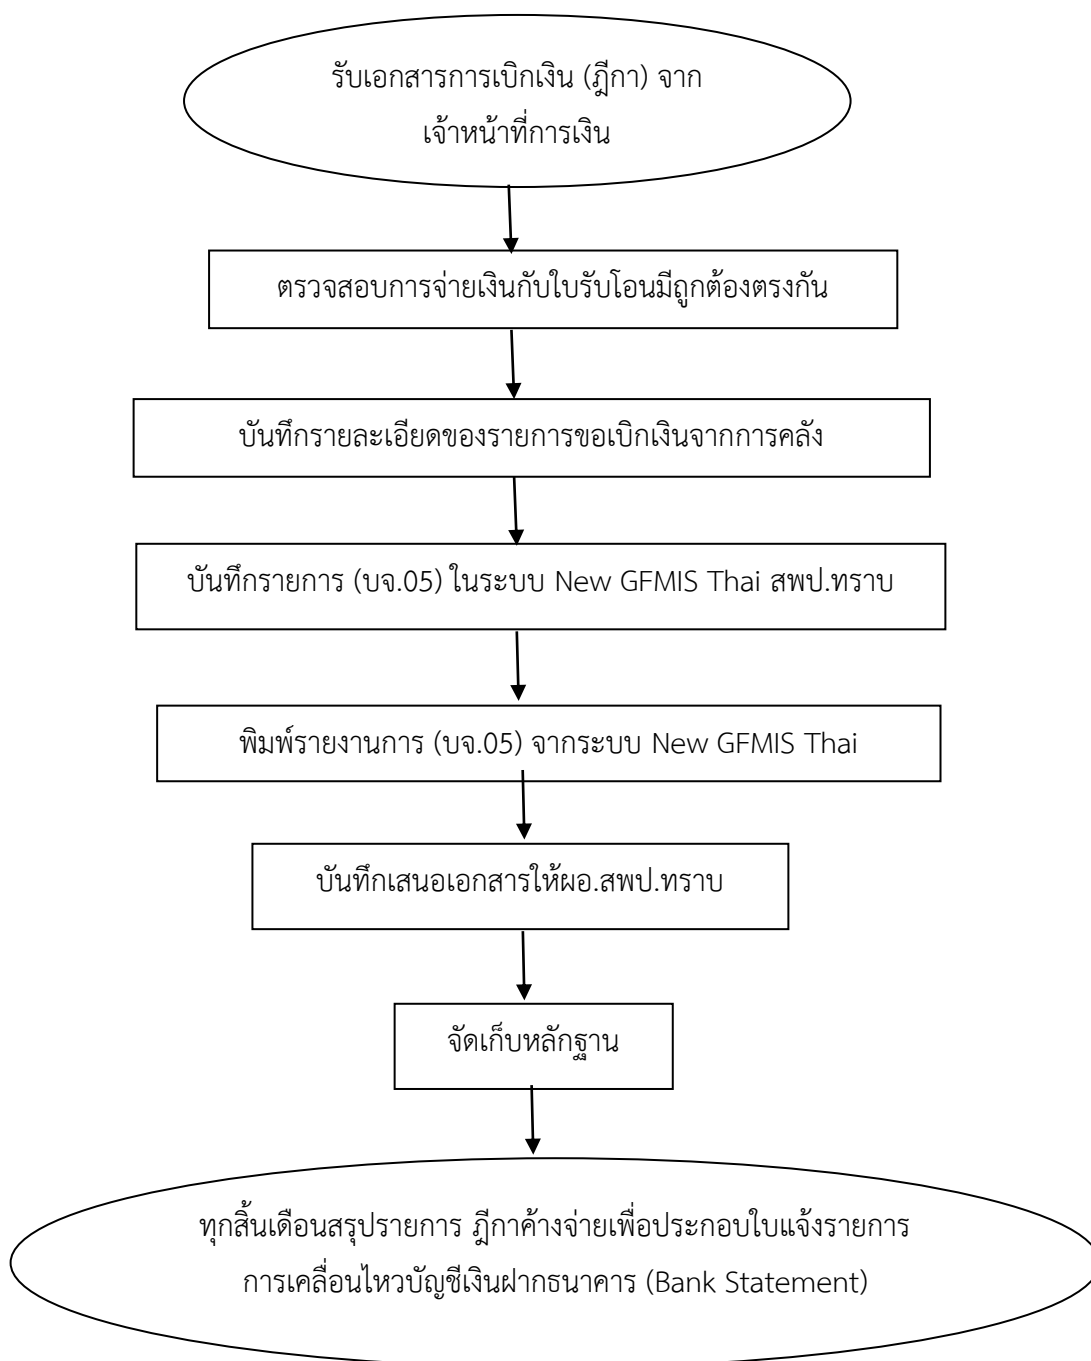 รับเอกสารการเบิกเงิน (ฎีกา) จาก
เจ้าหน้าที่การเงิน
ตรวจสอบการจ่ายเงินกับใบรับโอนมีถูกต้องตรงกัน
บันทึกรายละเอียดของรายการขอเบิกเงินจากการคลัง
บันทึกรายการ (บจ.05) ในระบบ New GFMIS Thai สพป.ทราบ
พิมพ์รายงานการ (บจ.05) จากระบบ New GFMIS Thai
บันทึกเสนอเอกสารให้ผอ.สพป.ทราบ
จัดเก็บหลักฐาน
ทุกสิ้นเดือนสรุปรายการ ฎีกาค้างจ่ายเพื่อประกอบใบแจ้งรายการ
การเคลื่อนไหวบัญชีเงินฝากธนาคาร (Bank Statement)